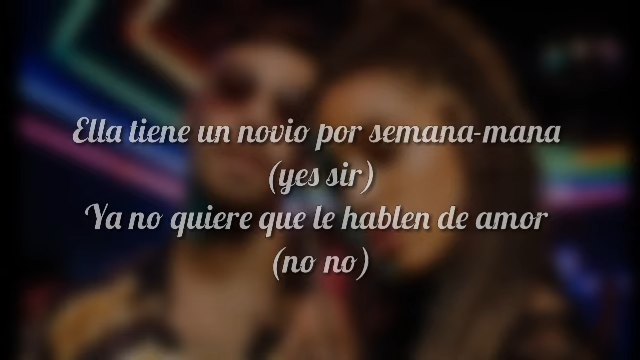 Ella tiene un novio por semana-mana
(yes sir)
Ya no quiere que le hablen de amor
(no no)